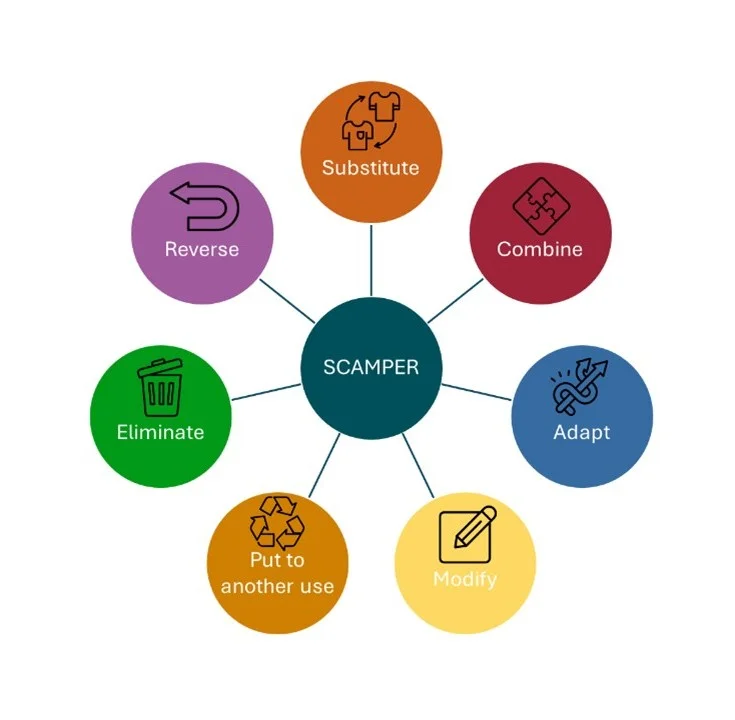 SCAMPER
Substitute
Combine
Adapt
Modify
Put to
another use
Eliminate
Reverse